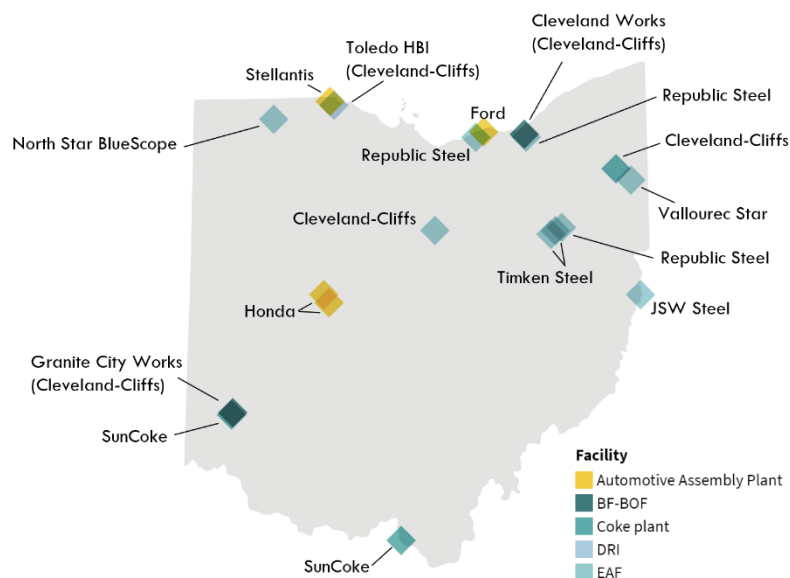 Cleveland Works
(Cleveland-Cliffs)
Toledo HBI
(Cleveland-Cliffs)
Stellantis
Republic Steel
Ford
North Star BlueScope
Republic Steel
Cleveland-Cliffs
Vallourec Star
Cleveland-Cliffs
Republic Steel
Timken Steel
Honda
JSW Steel
Granite City Works
(Cleveland-Cliffs)
SunCoke
SunCoke
Facility
Automotive Assembly Plant
BF-BOF
Coke plant
DRI
EAF